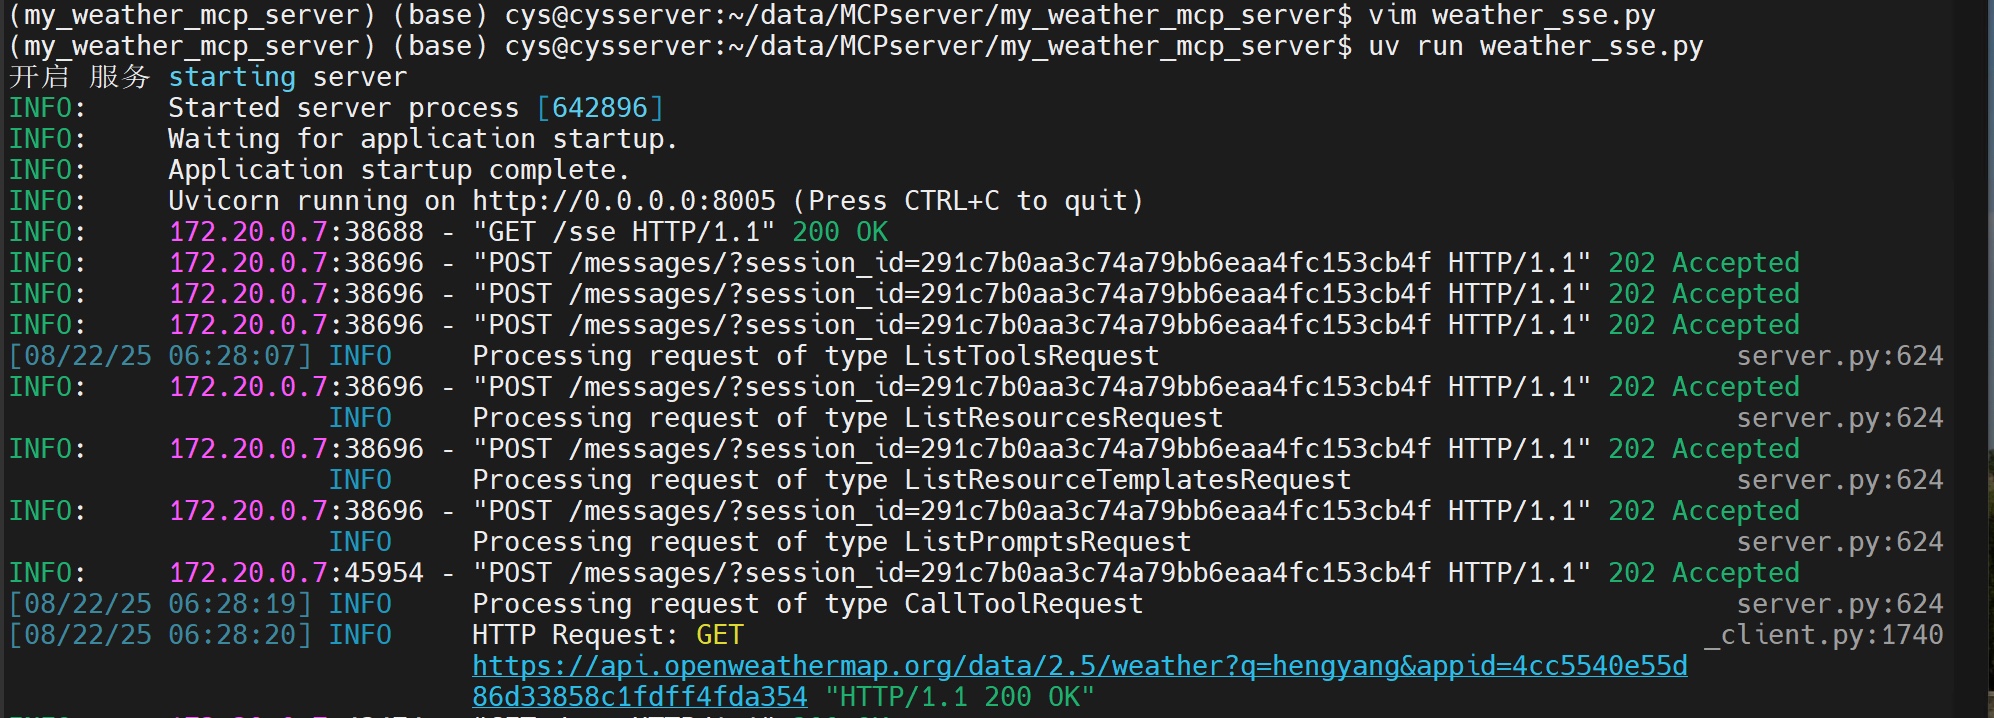 (my_weather_mcp_server) (base) cys@cysserver:~/data/MCPserver/my_weather_mcp_server$ vim weather_sse.py
(my_weather_mcp_server) (base) cys@cysserver:~/data/MCPserver/my_weather_mcp_server$ uv run weather_sse.py
开启 服务 starting server
INFO:     Started server process [642896]
INFO:     Waiting for application startup.
INFO:     Application startup complete.
INFO:     Uvicorn running on http://0.0.0.0:8005 (Press CTRL+C to quit)
INFO:     172.20.0.7:38688 - "GET /sse HTTP/1.1" 200 OK
INFO:     172.20.0.7:38696 - "POST /messages/?session_id=291c7b0aa3c74a79bb6eaa4fc153cb4f HTTP/1.1" 202 Accepted
INFO:     172.20.0.7:38696 - "POST /messages/?session_id=291c7b0aa3c74a79bb6eaa4fc153cb4f HTTP/1.1" 202 Accepted
INFO:     172.20.0.7:38696 - "POST /messages/?session_id=291c7b0aa3c74a79bb6eaa4fc153cb4f HTTP/1.1" 202 Accepted
[08/22/25 06:28:07] INFO     Processing request of type ListToolsRequest server.py:624
INFO:     172.20.0.7:38696 - "POST /messages/?session_id=291c7b0aa3c74a79bb6eaa4fc153cb4f HTTP/1.1" 202 Accepted
INFO     Processing request of type ListResourcesRequest server.py:624
INFO:     172.20.0.7:38696 - "POST /messages/?session_id=291c7b0aa3c74a79bb6eaa4fc153cb4f HTTP/1.1" 202 Accepted
INFO     Processing request of type ListResourceTemplatesRequest server.py:624
INFO:     172.20.0.7:38696 - "POST /messages/?session_id=291c7b0aa3c74a79bb6eaa4fc153cb4f HTTP/1.1" 202 Accepted
INFO     Processing request of type ListPromptsRequest server.py:624
INFO:     172.20.0.7:45954 - "POST /messages/?session_id=291c7b0aa3c74a79bb6eaa4fc153cb4f HTTP/1.1" 202 Accepted
[08/22/25 06:28:19] INFO     Processing request of type CallToolRequest server.py:624
[08/22/25 06:28:20] INFO     HTTP Request: GET _client.py:1740
https://api.openweathermap.org/data/2.5/weather?q=hengyang&appid=4cc5540e55d
86d33858c1fdff4fda354 "HTTP/1.1 200 OK"